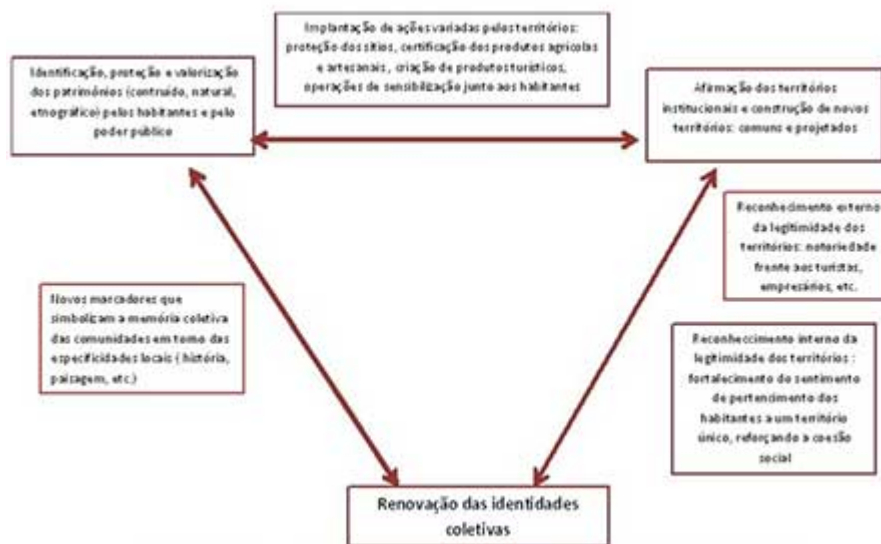 Implantação de ações variadas pelos territórios:
proteção dos sítios, certificação dos produtos agrícolas
e artesanais, criação de produtos turísticos,
operações de sensibilização junto aos habitantes
Identificação, proteção e valorização
dos patrimônios (contruído, natural,
etnográfico) pelos habitantes e pelo
poder público
Afirmação dos territórios
institucionais e construção de novos
territórios: comuns e projetados
Reconhecimento externo
da legitimidade dos
territórios: notoriedade
frente aos turistas,
empresários, etc.
Novos marcadores que
simbolizam a memória coletiva
das comunidades em torno das
especificidades locais ( história,
paisagem, etc.)
Reconheccimento interno da
legitimidade dos territórios :
fortalecimento do sentimento
de pertencimento dos
habitantes a um território
único, reforçando a coesão
social
Renovação das identidades
coletivas